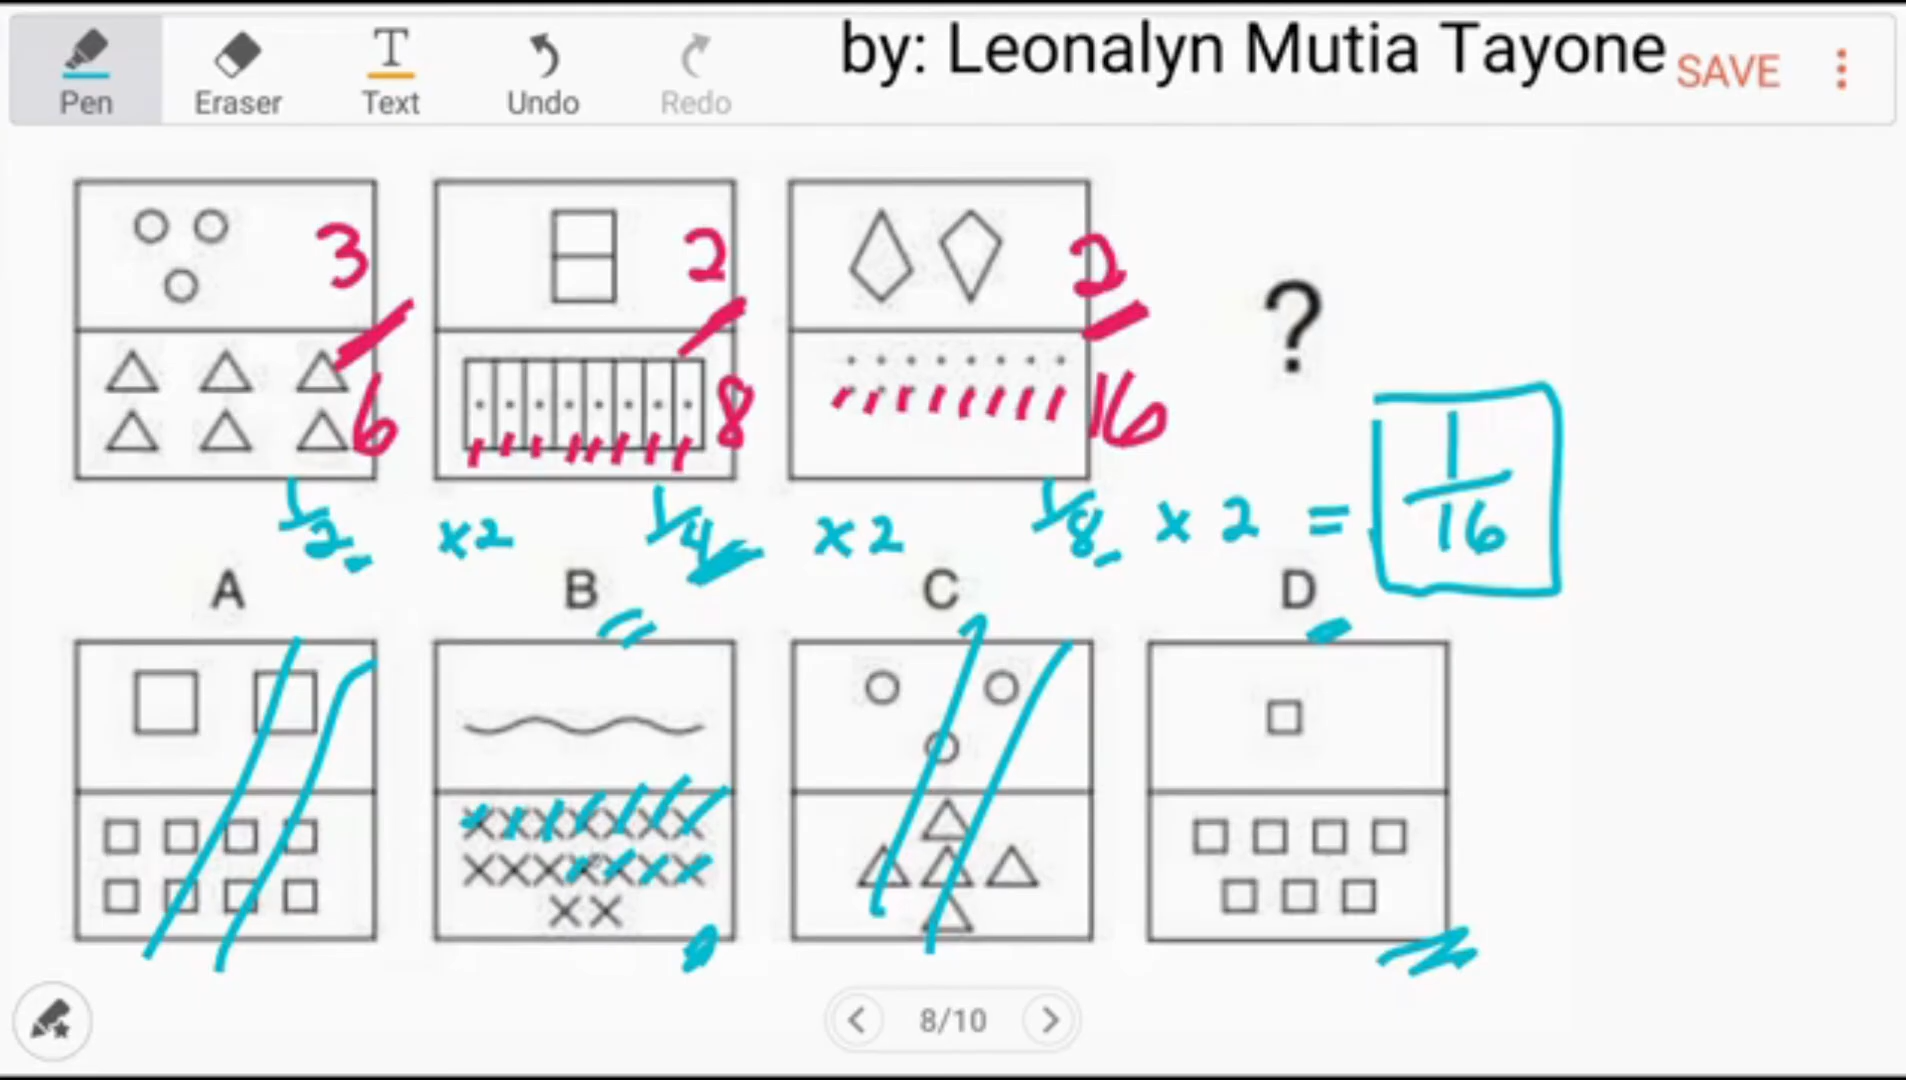 by: Leonalyn Mutia Tayone
Pen Eraser Text Undo Redo SAVE
3 2 2
6 8 16
?
1/2 x2 1/4 x2 1/8 x 2 = 1/16
A B C D
8/10